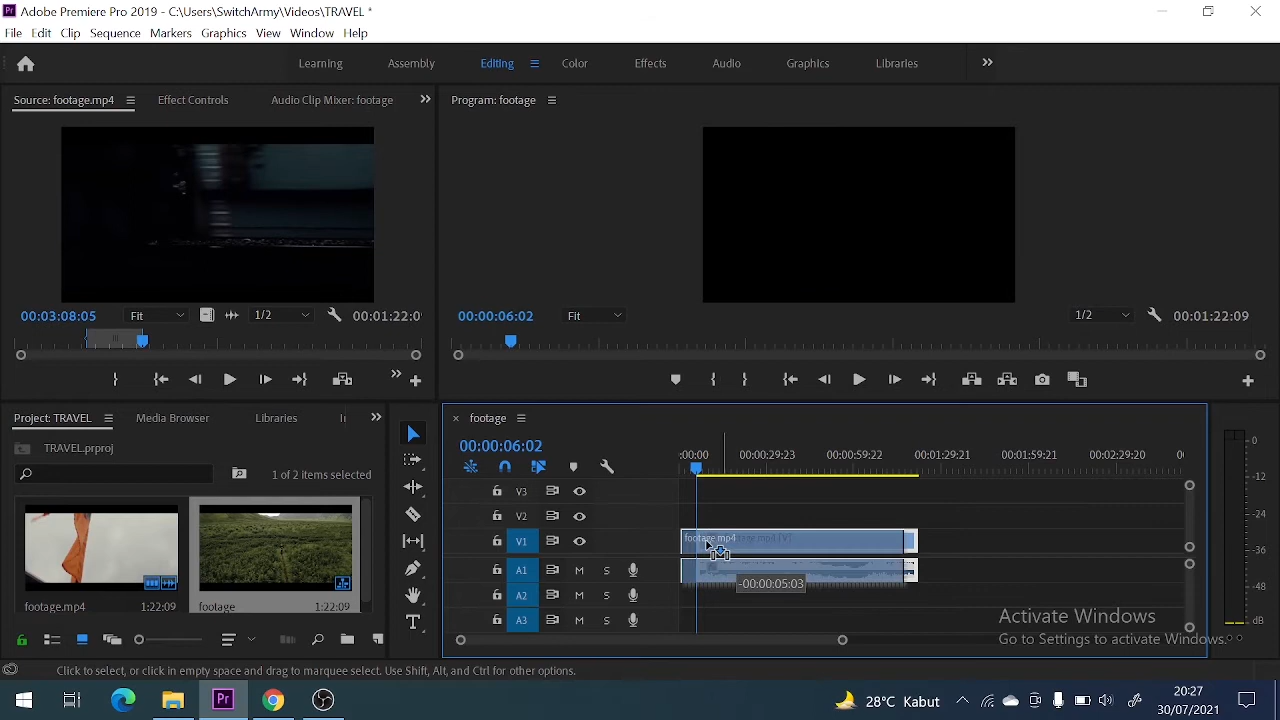 Adobe Premiere Pro 2019 - C:\Users\SwitchArmy\Videos\TRAVEL *
File Edit Clip Sequence Markers Graphics View Window Help
Learning Assembly Editing Color Effects Audio Graphics Libraries
Source: footage.mp4 Effect Controls Audio Clip Mixer: footage
Program: footage
00:03:08:05 Fit 1/2 00:01:22:0
00:00:06:02 Fit 1/2 00:01:22:09
Project: TRAVEL Media Browser Libraries
TRAVEL.prproj
1 of 2 items selected
footage.mp4 1:22:09
footage 1:22:09
footage
00:00:06:02
:00:00 00:00:29:23 00:00:59:22 00:01:29:21 00:01:59:21 00:02:29:20
V3
V2
V1 footage.mp4
A1 M S
-00:00:05:03
A2 M S
A3 M S
0
-12
-24
-36
dB
Activate Windows
Go to Settings to activate Windows.
Click to select, or click in empty space and drag to marquee select. Use Shift, Alt, and Ctrl for other options.
28°C Kabut
20:27
30/07/2021